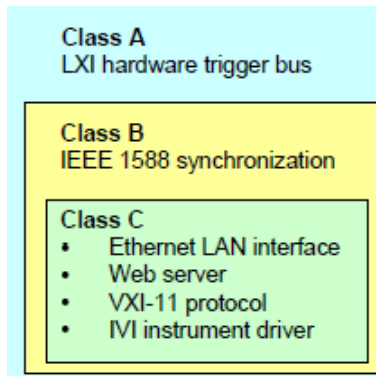 Class A
LXI hardware trigger bus
Class B
IEEE 1588 synchronization
Class C
• Ethernet LAN interface
• Web server
• VXI-11 protocol
• IVI instrument driver